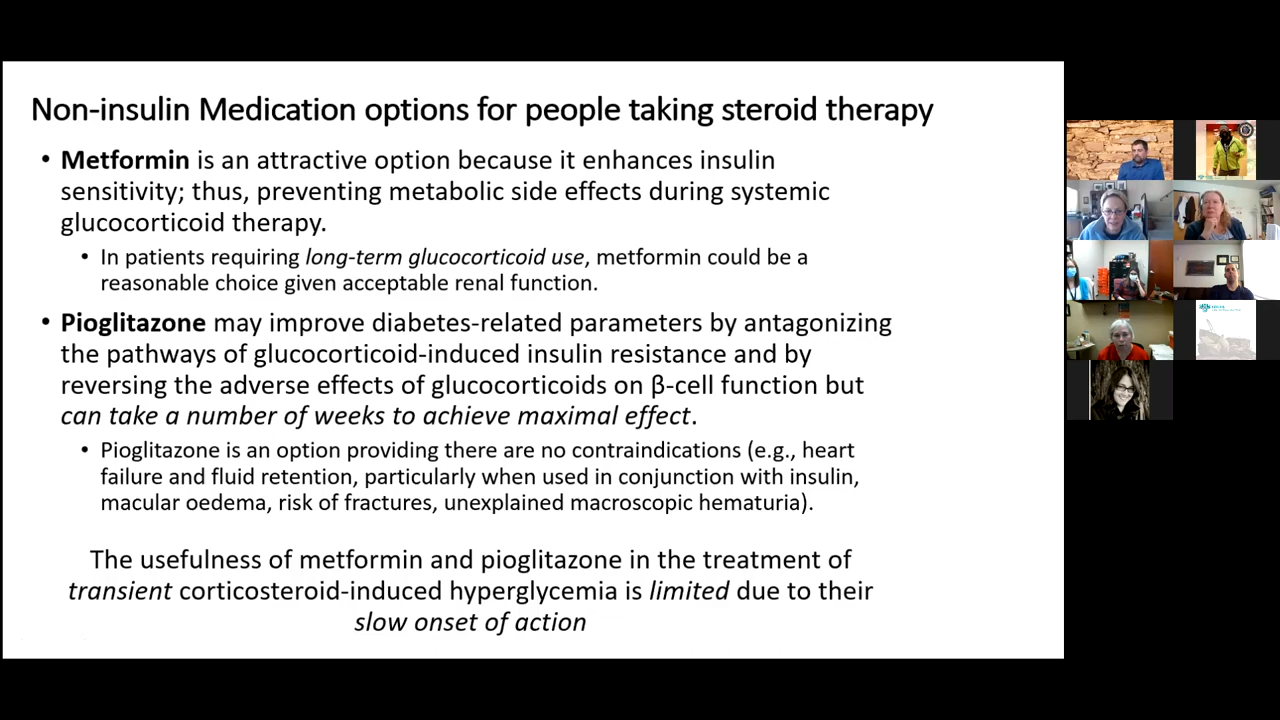 Non-insulin Medication options for people taking steroid therapy
• Metformin is an attractive option because it enhances insulin
sensitivity; thus, preventing metabolic side effects during systemic
glucocorticoid therapy.
• In patients requiring long-term glucocorticoid use, metformin could be a
reasonable choice given acceptable renal function.
• Pioglitazone may improve diabetes-related parameters by antagonizing
the pathways of glucocorticoid-induced insulin resistance and by
reversing the adverse effects of glucocorticoids on β-cell function but
can take a number of weeks to achieve maximal effect.
• Pioglitazone is an option providing there are no contraindications (e.g., heart
failure and fluid retention, particularly when used in conjunction with insulin,
macular oedema, risk of fractures, unexplained macroscopic hematuria).
The usefulness of metformin and pioglitazone in the treatment of
transient corticosteroid-induced hyperglycemia is limited due to their
slow onset of action